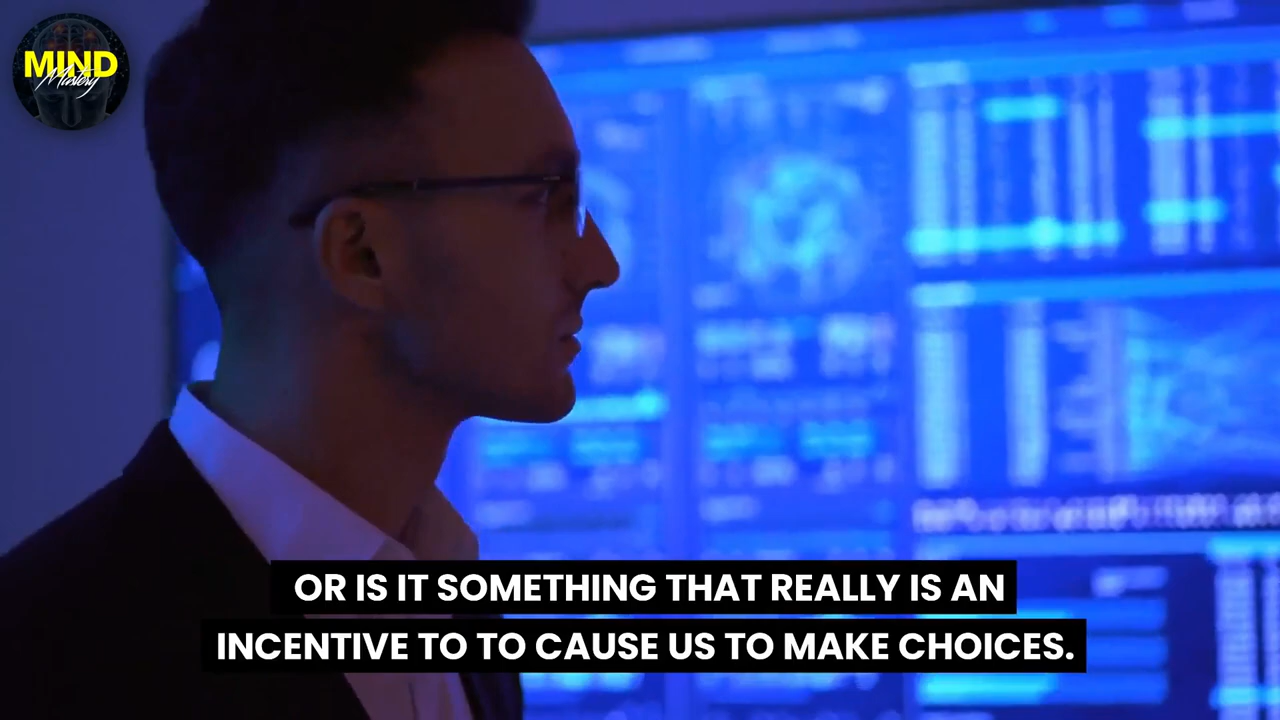 MIND
Mastery
OR IS IT SOMETHING THAT REALLY IS AN
INCENTIVE TO TO CAUSE US TO MAKE CHOICES.